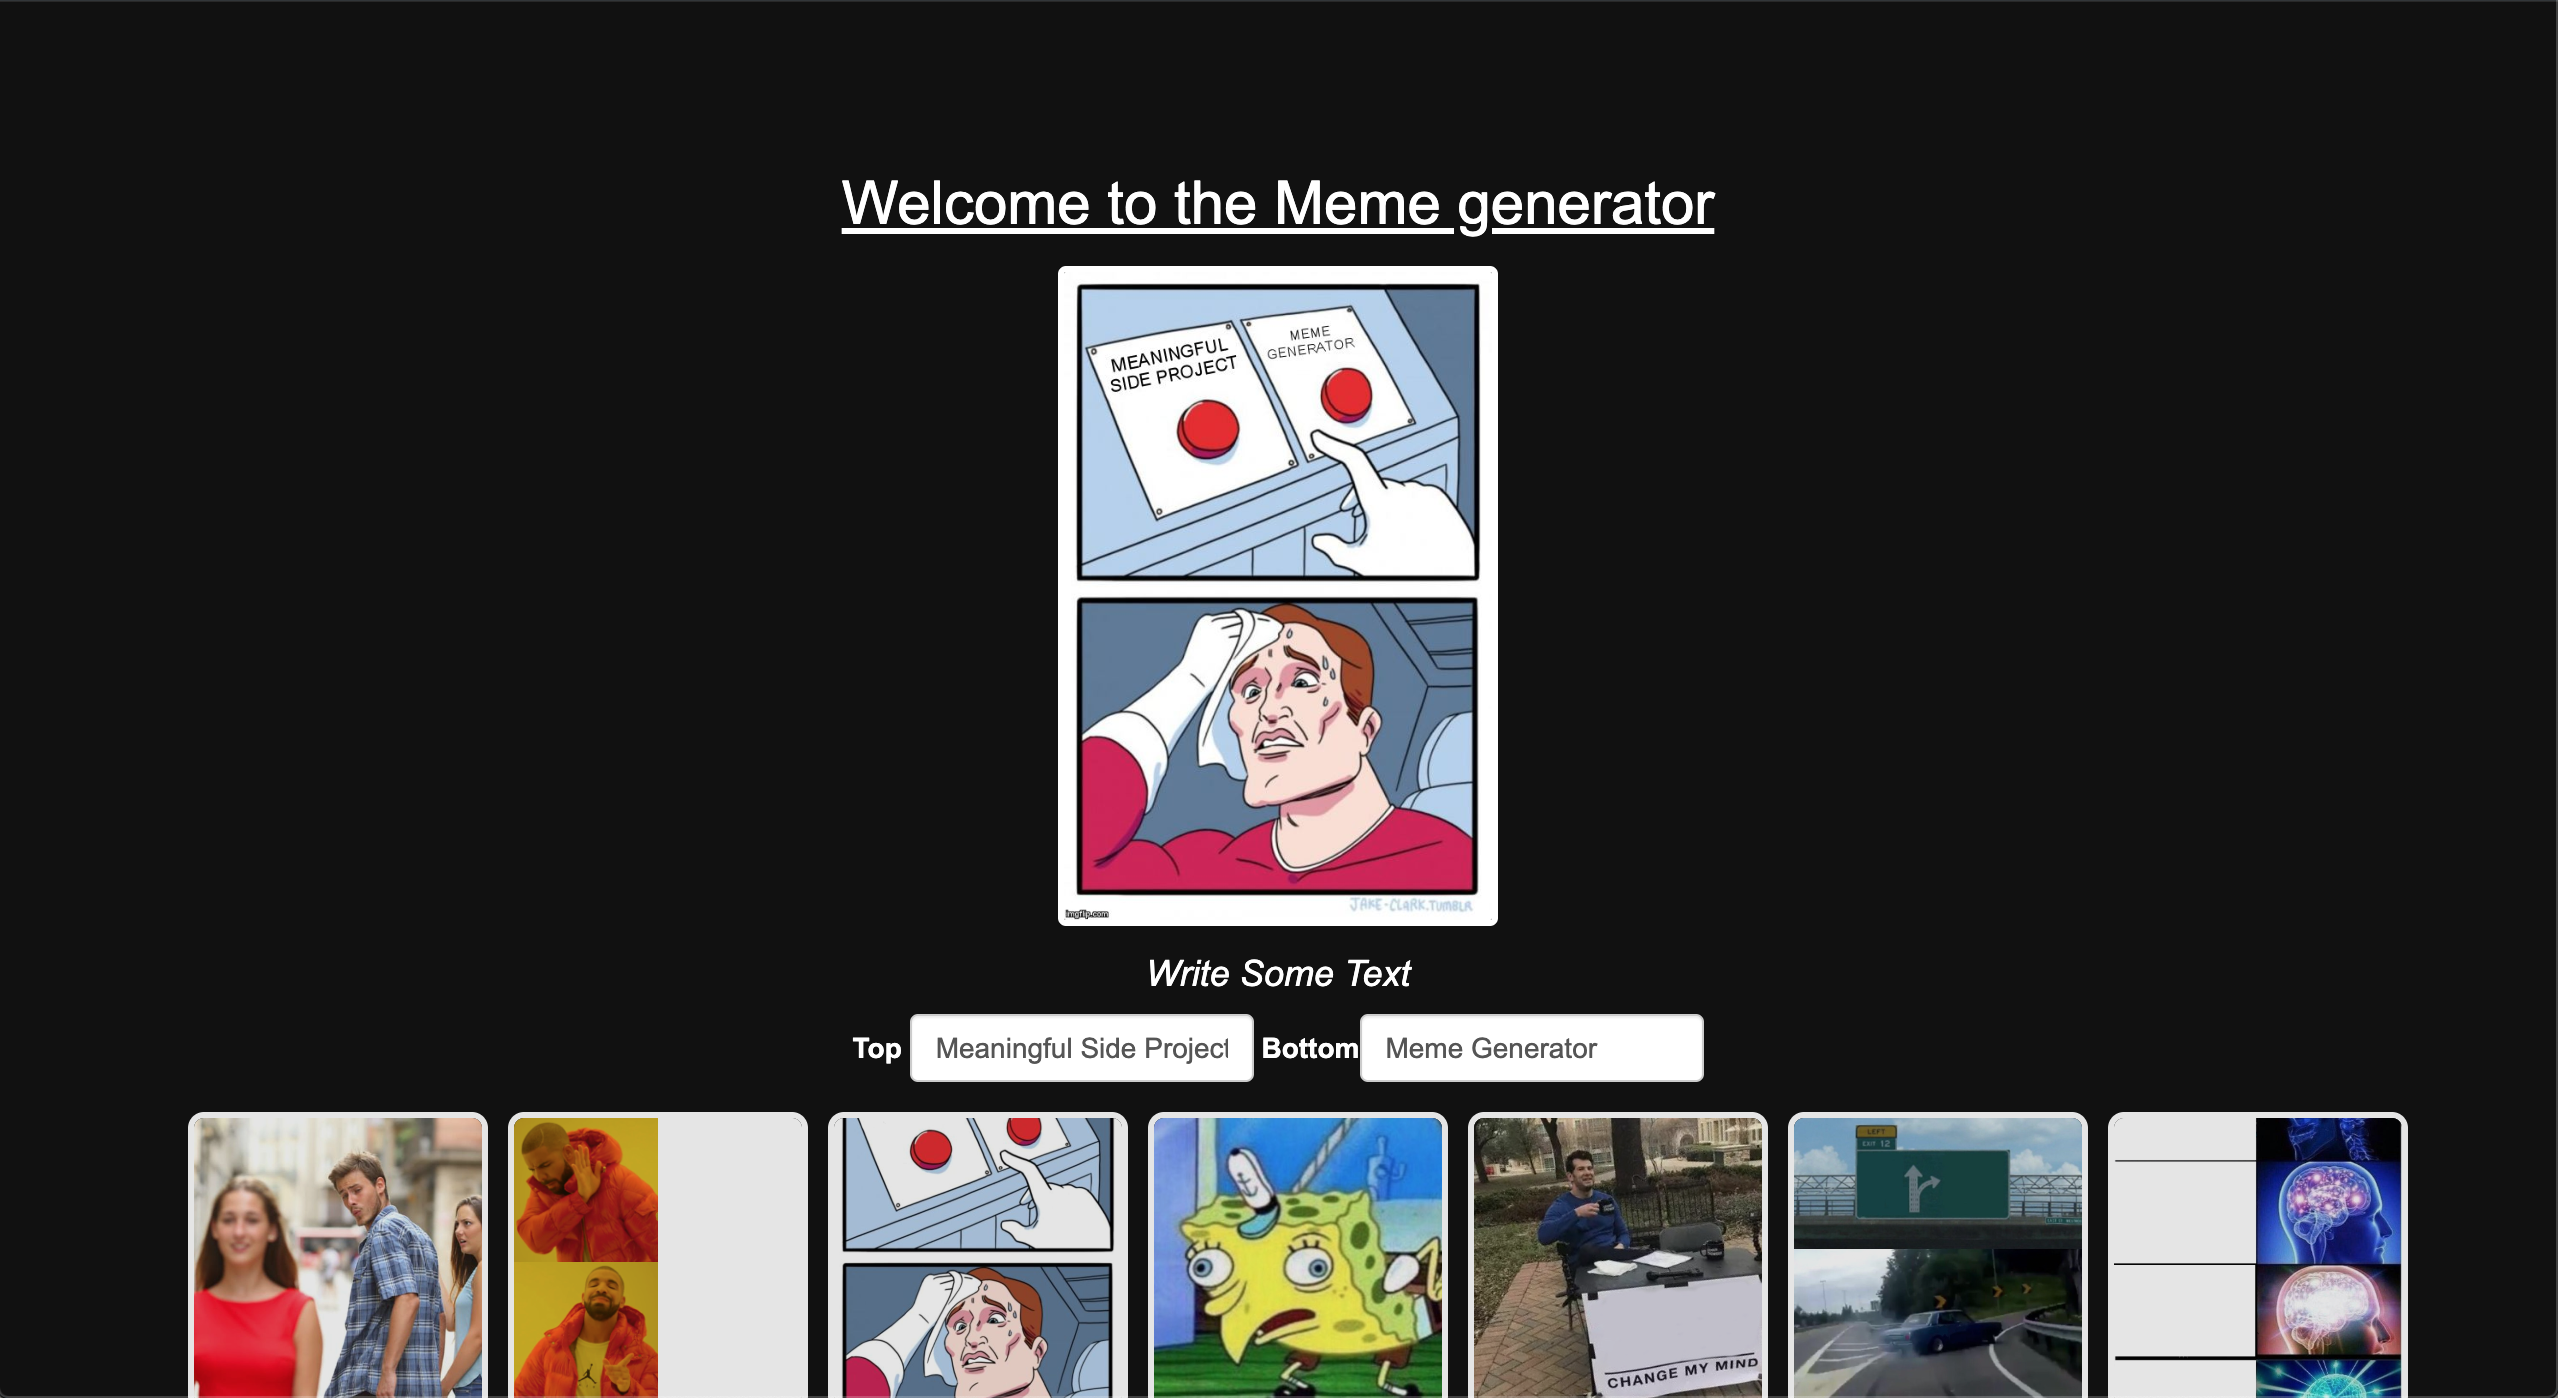 Welcome to the Meme generator
MEANINGFUL
SIDE PROJECT
MEME
GENERATOR
imgflip.com
JAKE-CLARK.TUMBLR
Write Some Text
Top
Meaningful Side Project
Bottom
Meme Generator
LEFT
EXIT 12
CHANGE MY MIND